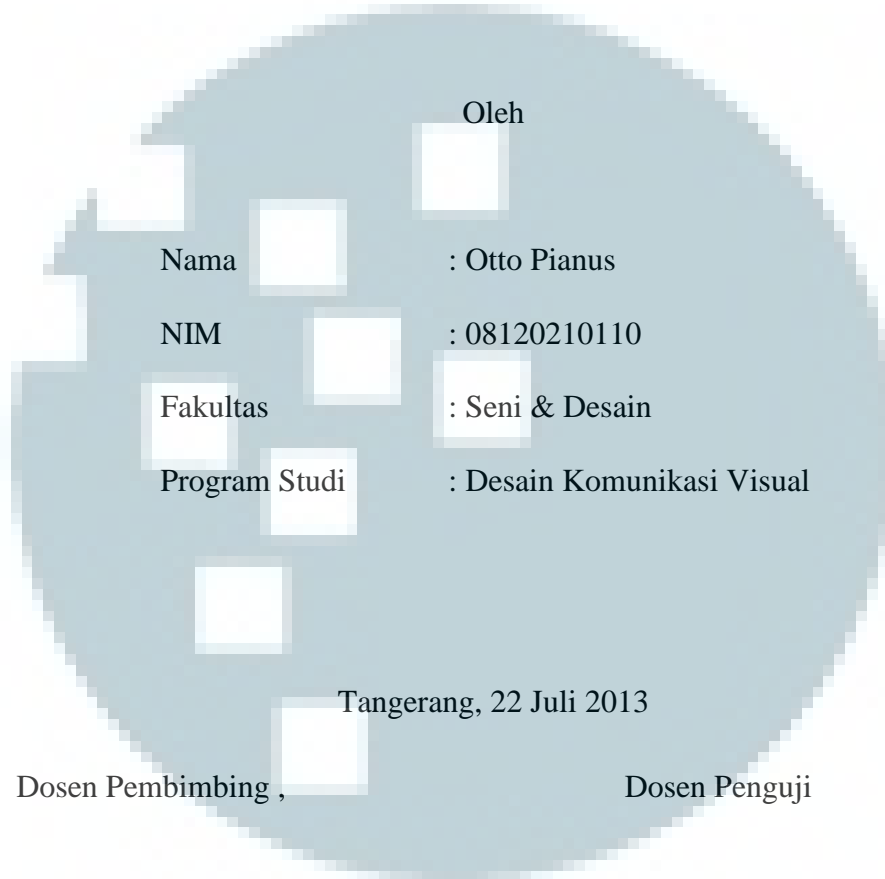 Oleh
Nama : Otto Pianus
NIM : 08120210110
Fakultas : Seni & Desain
Program Studi : Desain Komunikasi Visual
Tangerang, 22 Juli 2013
Dosen Pembimbing , Dosen Penguji